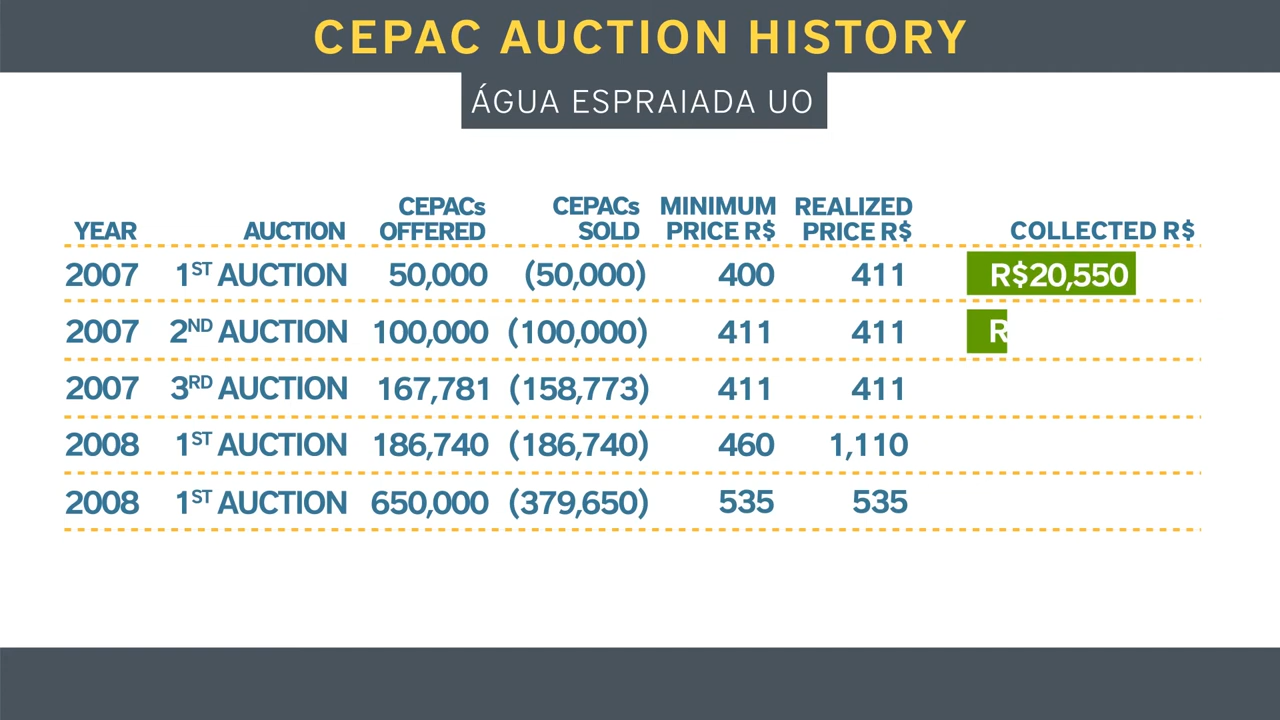 CEPAC AUCTION HISTORY
ÁGUA ESPRAIADA UO
YEAR AUCTION CEPACs OFFERED CEPACs SOLD MINIMUM PRICE R$ REALIZED PRICE R$ COLLECTED R$
2007 1ST AUCTION 50,000 (50,000) 400 411 R$20,550
2007 2ND AUCTION 100,000 (100,000) 411 411
2007 3RD AUCTION 167,781 (158,773) 411 411
2008 1ST AUCTION 186,740 (186,740) 460 1,110
2008 1ST AUCTION 650,000 (379,650) 535 535